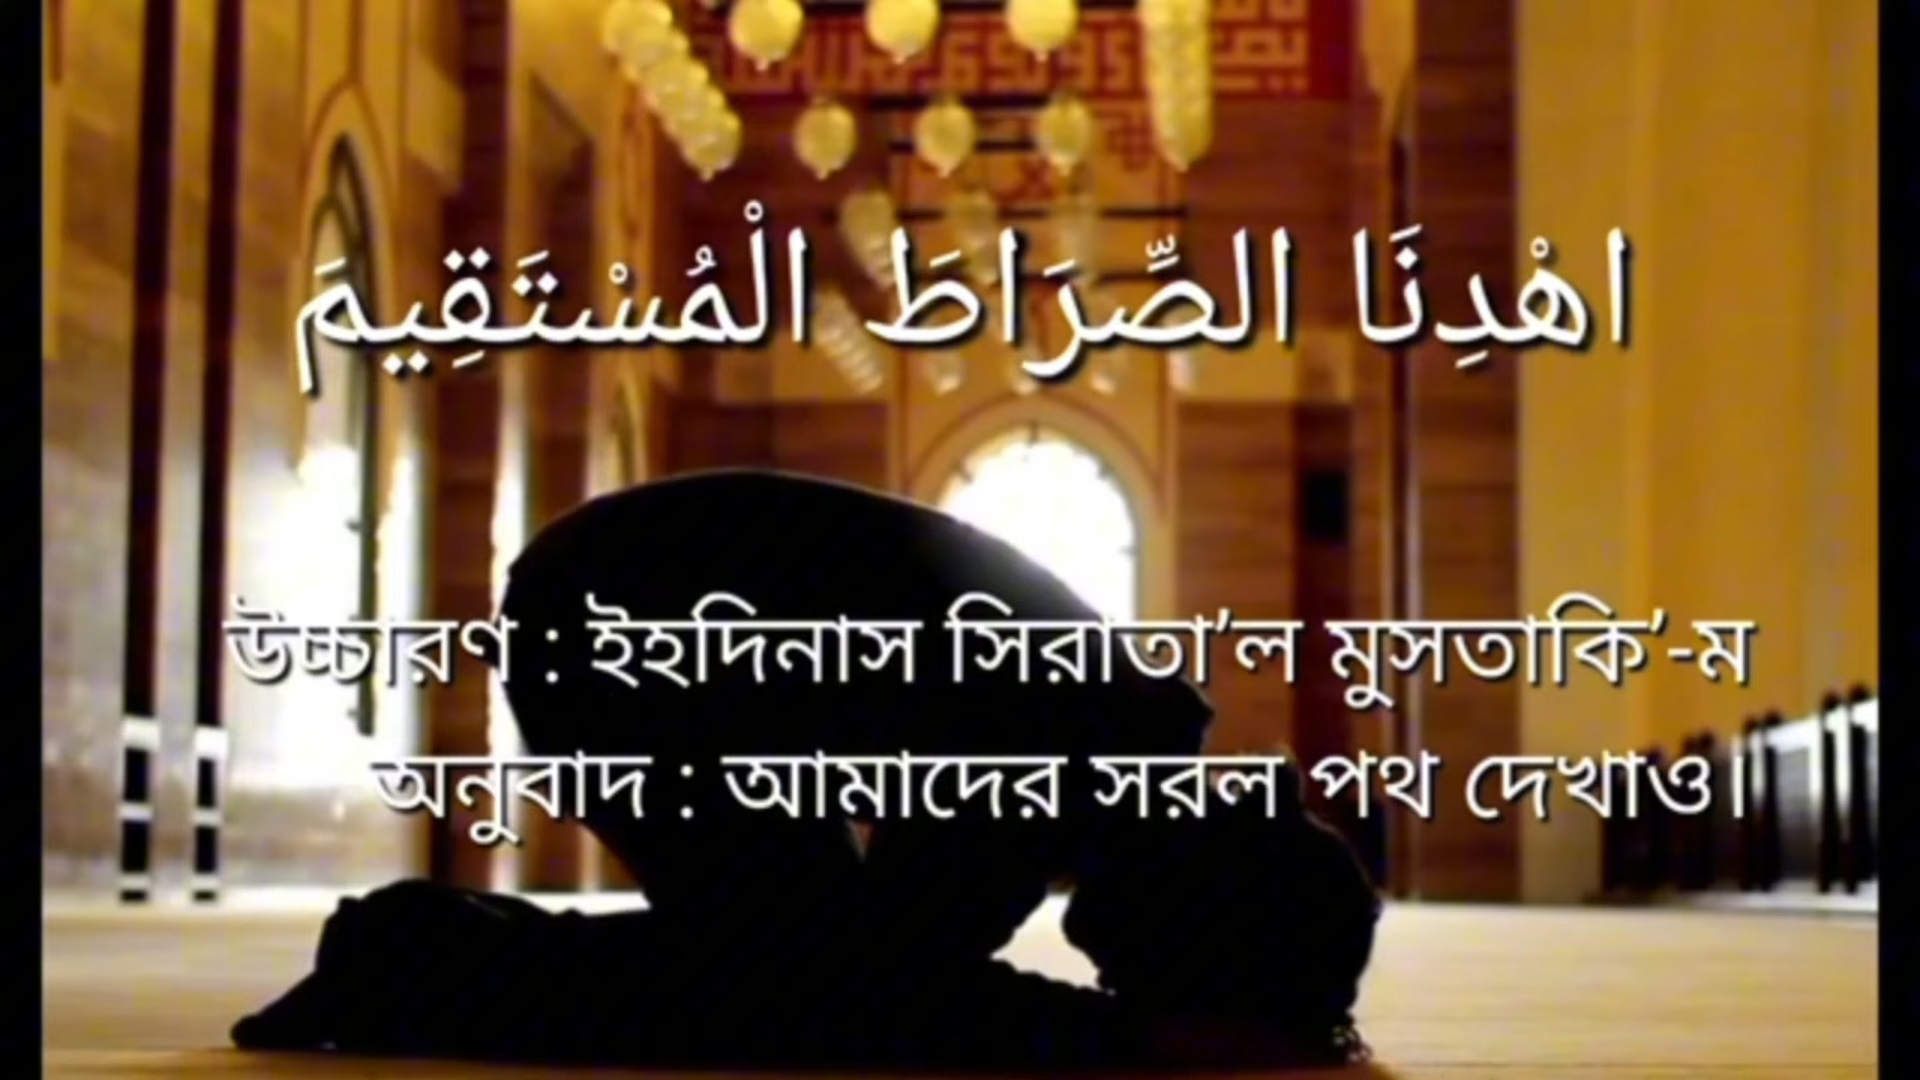 اهْدِنَا الصِّرَاطَ الْمُسْتَقِيمَ
উচ্চারণ : ইহদিনাস সিরাতা’ল মুসতাকি’-ম
অনুবাদ : আমাদের সরল পথ দেখাও।